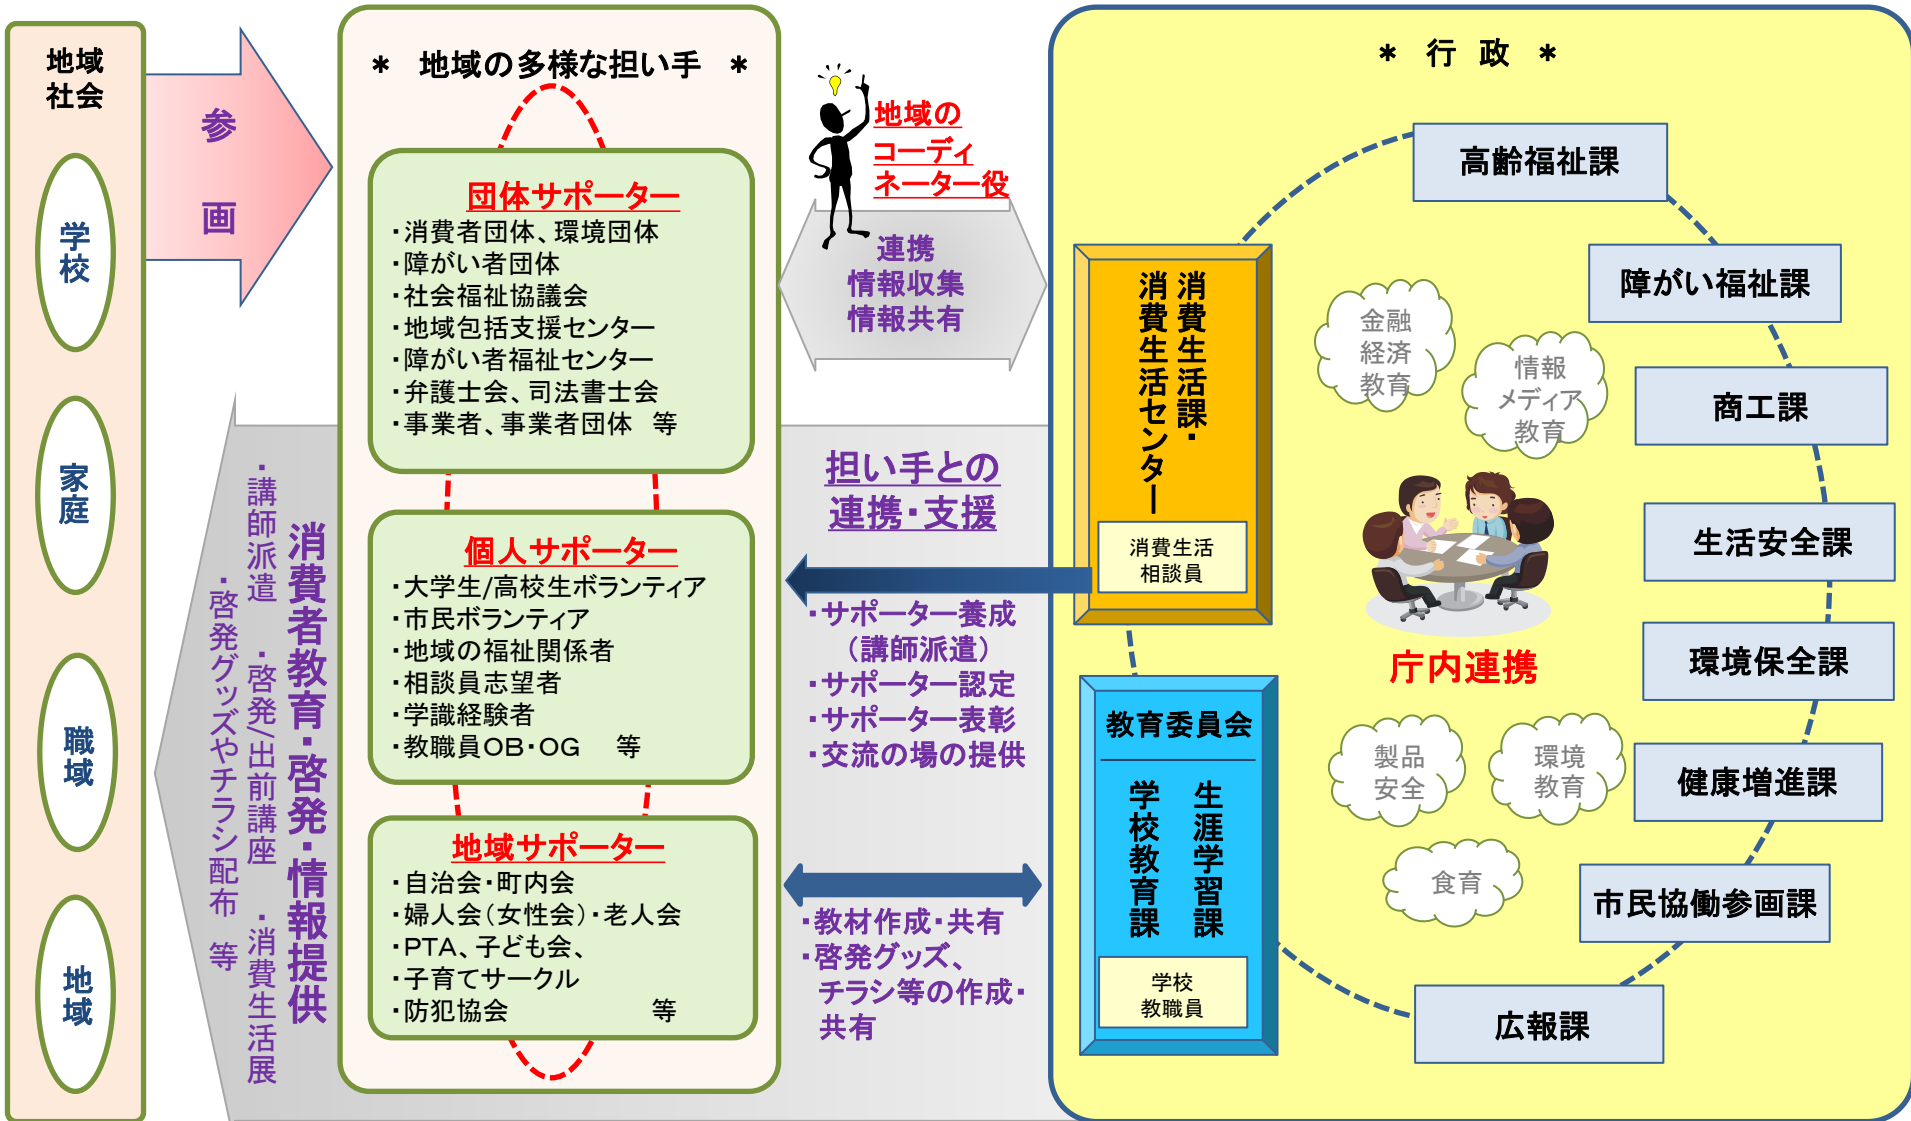 地域
社会
学校
家庭
職域
地域
参
画
消費者教育・啓発・情報提供
・講師派遣　・啓発/出前講座　・消費生活展
・啓発グッズやチラシ配布　等
＊　地域の多様な担い手　＊
団体サポーター
・消費者団体、環境団体
・障がい者団体
・社会福祉協議会
・地域包括支援センター
・障がい者福祉センター
・弁護士会、司法書士会
・事業者、事業者団体　等
個人サポーター
・大学生/高校生ボランティア
・市民ボランティア
・地域の福祉関係者
・相談員志望者
・学識経験者
・教職員OB・OG　等
地域サポーター
・自治会・町内会
・婦人会（女性会）・老人会
・PTA、子ども会、
・子育てサークル
・防犯協会　等
地域の
コーディ
ネーター役
連携
情報収集
情報共有
担い手との
連携・支援
・サポーター養成
（講師派遣）
・サポーター認定
・サポーター表彰
・交流の場の提供
・教材作成・共有
・啓発グッズ、
チラシ等の作成・
共有
＊　行　政　＊
消費生活課・
消費生活センター
消費生活
相談員
教育委員会
生涯学習課
学校教育課
学校
教職員
金融
経済
教育
情報
メディア
教育
庁内連携
製品
安全
環境
教育
食育
高齢福祉課
障がい福祉課
商工課
生活安全課
環境保全課
健康増進課
市民協働参画課
広報課